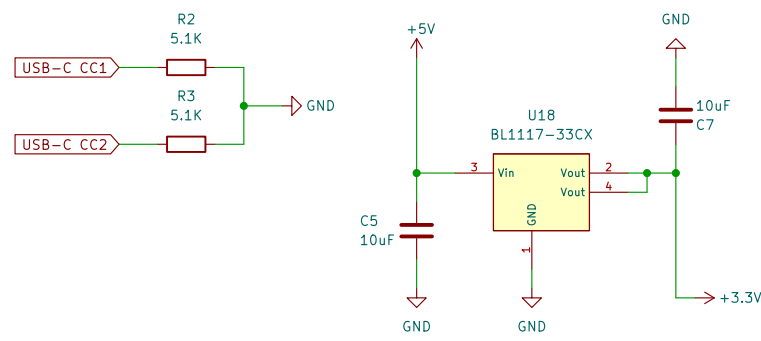 R2
5.1K
USB-C CC1
R3
5.1K
USB-C CC2
GND
+5V
GND
10uF
C7
U18
BL1117-33CX
3
Vin
Vout
2
Vout
4
GND
1
C5
10uF
GND
GND
+3.3V